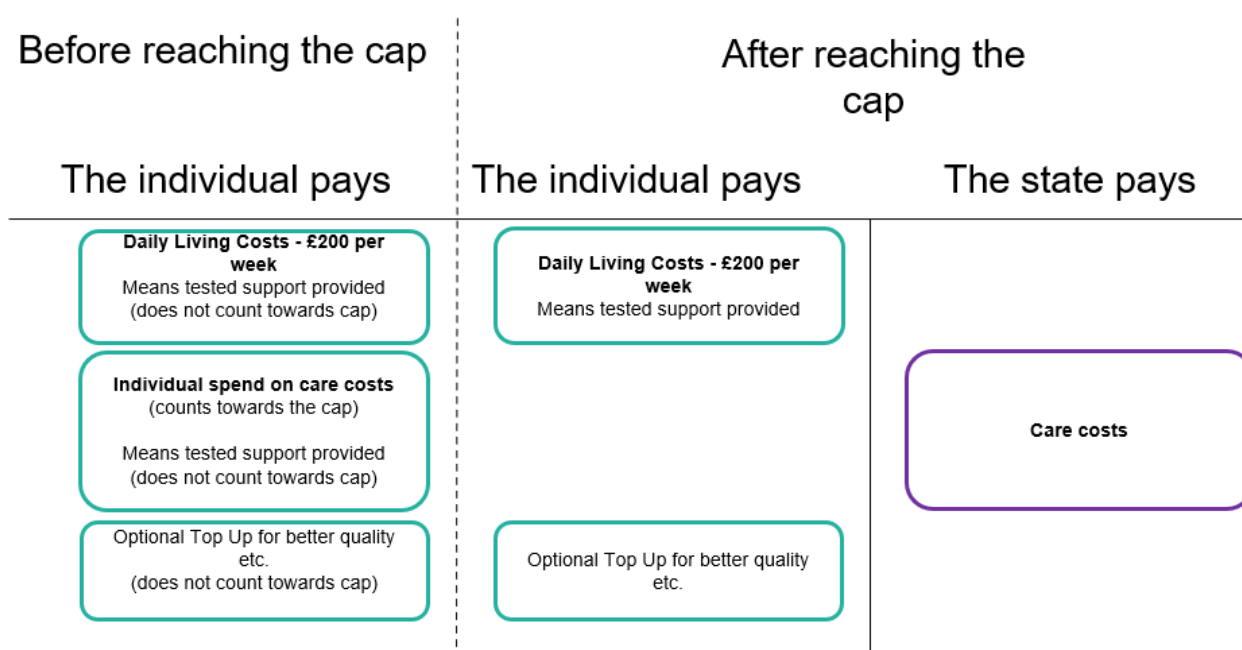 Before reaching the cap
After reaching the
cap
The individual pays
The individual pays
The state pays
Daily Living Costs - £200 per
week
Means tested support provided
(does not count towards cap)
Daily Living Costs - £200 per
week
Means tested support provided
Individual spend on care costs
(counts towards the cap)
Means tested support provided
(does not count towards cap)
Care costs
Optional Top Up for better quality
etc.
(does not count towards cap)
Optional Top Up for better quality
etc.